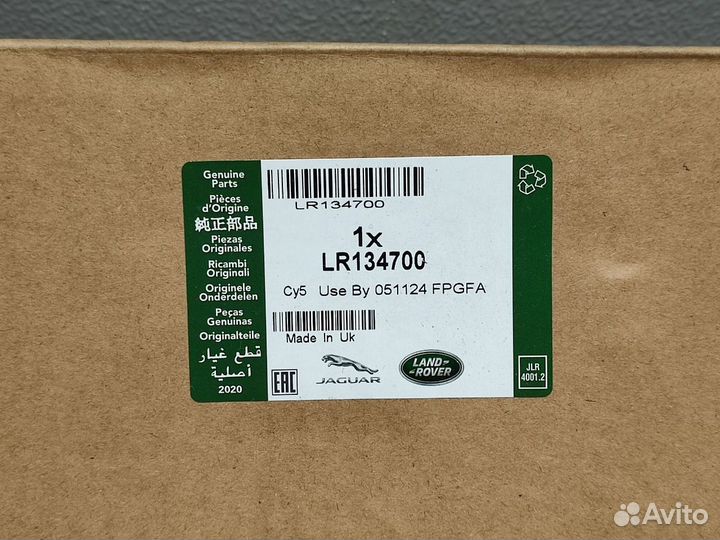 Genuine
Parts
Pièces
d'Origine
純正部品
Piezas
Originales
Ricambi
Originali
Originele
Onderdelen
Peças
Genuinas
Originalteile
قطع غيار
أصلية
2020
LR134700
1x
LR134700
Cy5 Use By 051124 FPGFA
Made In Uk
EAC
JAGUAR
LAND-
-ROVER
JLR
4001.2
Avito